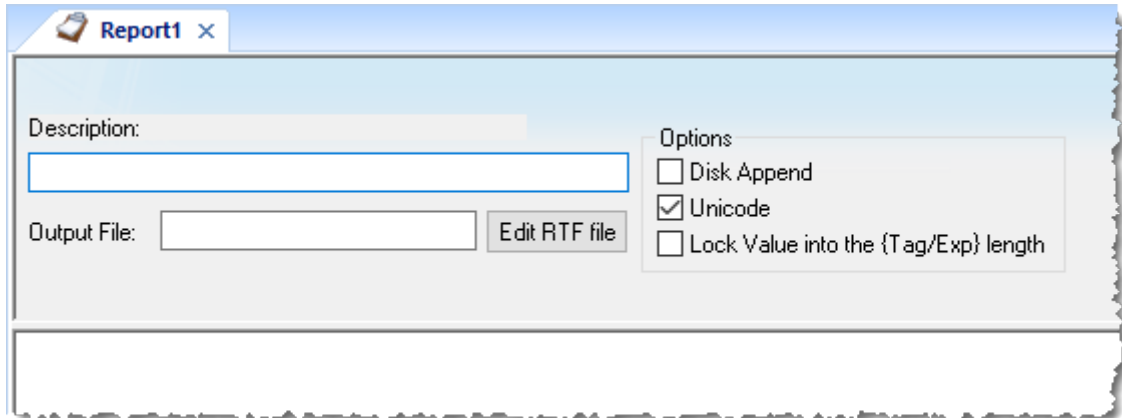 Report1
Description:
Output File:
Edit RTF file
Options
Disk Append
Unicode
Lock Value into the {Tag/Exp} length